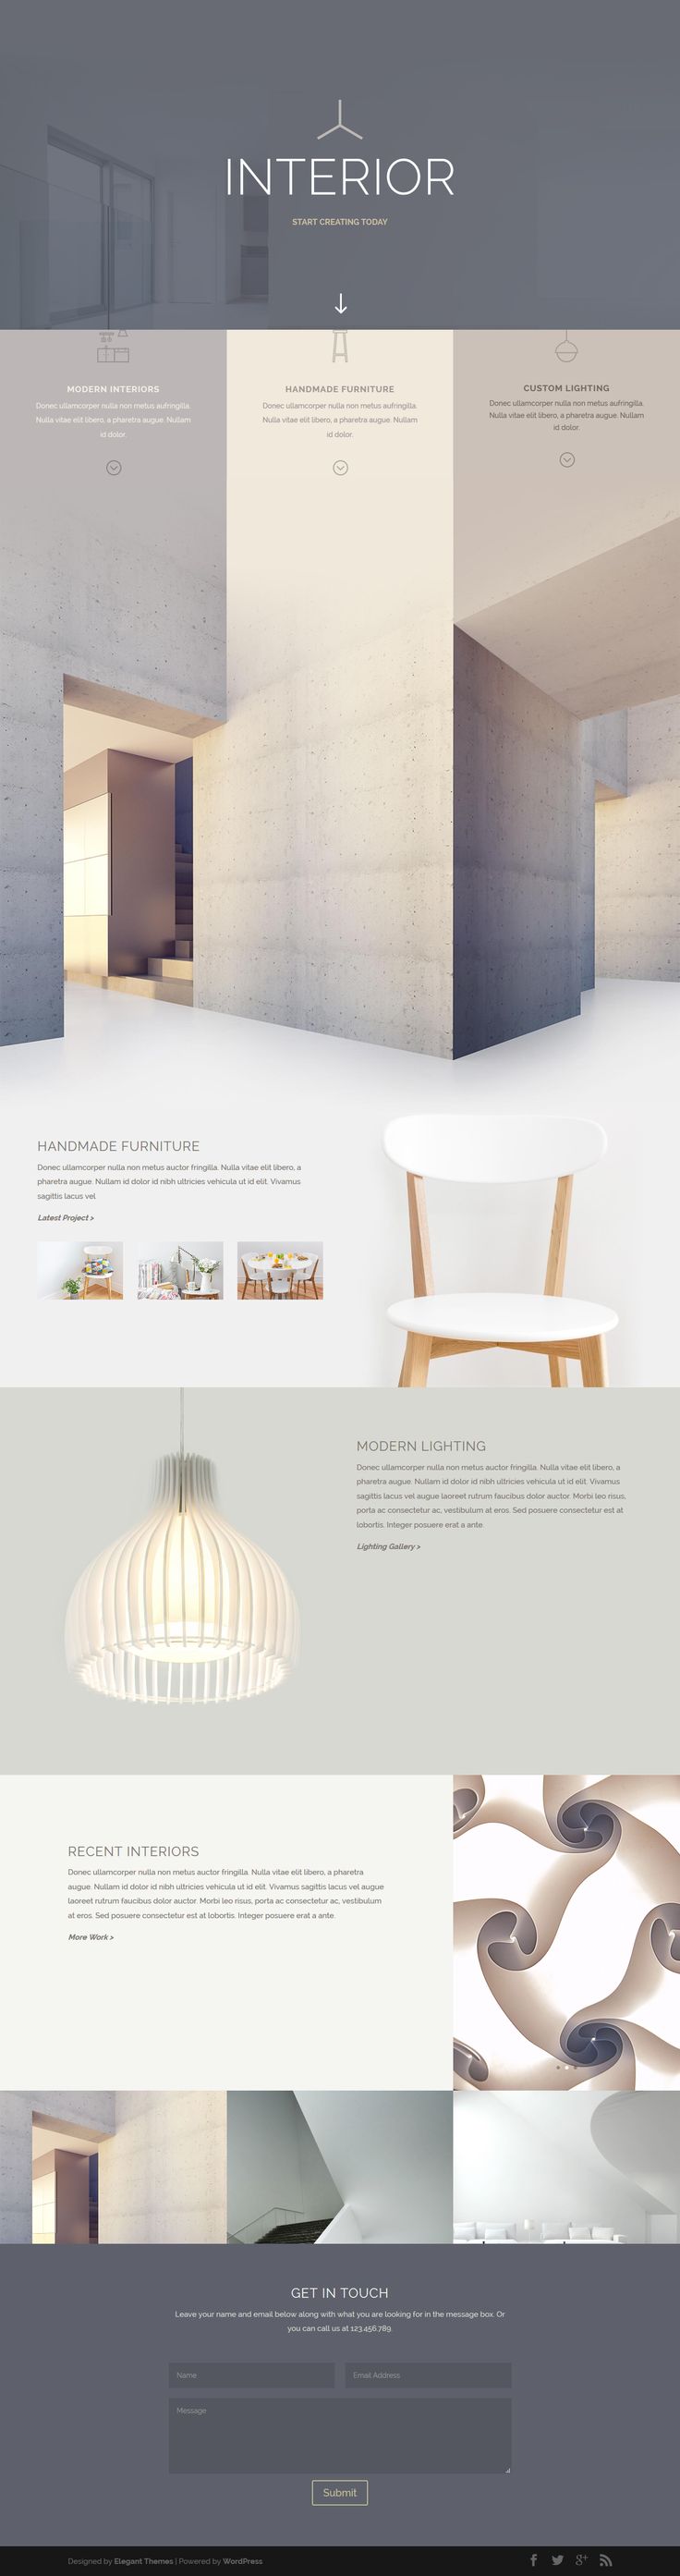 INTERIOR
START CREATING TODAY
MODERN INTERIORS
Donec ullamcorper nulla non metus aufringilla.
Nulla vitae elit libero, a pharetra augue. Nullam
id dolor.
HANDMADE FURNITURE
Donec ullamcorper nulla non metus aufringilla.
Nulla vitae elit libero, a pharetra augue. Nullam
id dolor.
CUSTOM LIGHTING
Donec ullamcorper nulla non metus aufringilla.
Nulla vitae elit libero, a pharetra augue. Nullam
id dolor.
HANDMADE FURNITURE
Donec ullamcorper nulla non metus auctor fringilla. Nulla vitae elit libero, a
pharetra augue. Nullam id dolor id nibh ultricies vehicula ut id elit. Vivamus
sagittis lacus vel
Latest Project >
MODERN LIGHTING
Donec ullamcorper nulla non metus auctor fringilla. Nulla vitae elit libero, a
pharetra augue. Nullam id dolor id nibh ultricies vehicula ut id elit. Vivamus
sagittis lacus vel augue laoreet rutrum faucibus dolor auctor. Morbi leo risus,
porta ac consectetur ac, vestibulum at eros. Sed posuere consectetur est at
lobortis. Integer posuere erat a ante.
Lighting Gallery >
RECENT INTERIORS
Donec ullamcorper nulla non metus auctor fringilla. Nulla vitae elit libero, a pharetra
augue. Nullam id dolor id nibh ultricies vehicula ut id elit. Vivamus sagittis lacus vel augue
laoreet rutrum faucibus dolor auctor. Morbi leo risus, porta ac consectetur ac, vestibulum
at eros. Sed posuere consectetur est at lobortis. Integer posuere erat a ante.
More Work >
GET IN TOUCH
Leave your name and email below along with what you are looking for in the message box. Or
you can call us at 123.456.789.
Name
Email Address
Message
Submit
Designed by Elegant Themes | Powered by WordPress